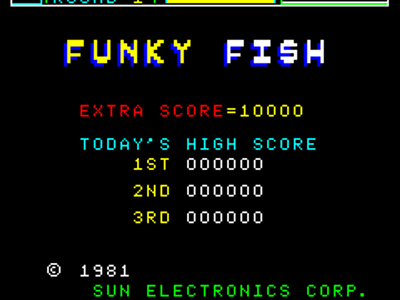 FUNKY FISH
EXTRA SCORE=10000
TODAY'S HIGH SCORE
1ST 000000
2ND 000000
3RD 000000
© 1981
SUN ELECTRONICS CORP.